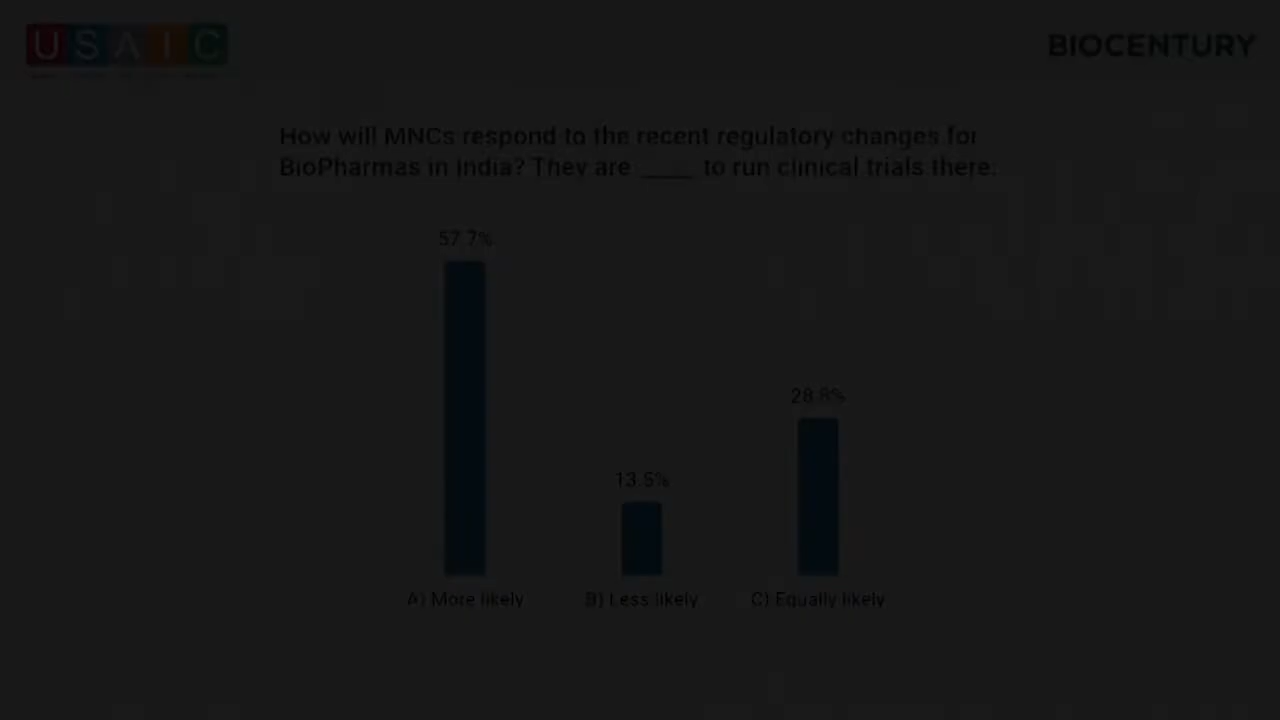 USAIC
BIOCENTURY
How will MNCs respond to the recent regulatory changes for
BioPharmas in India? They are ____ to run clinical trials there:
57.7%
13.5%
28.8%
A) More likely
B) Less likely
C) Equally likely